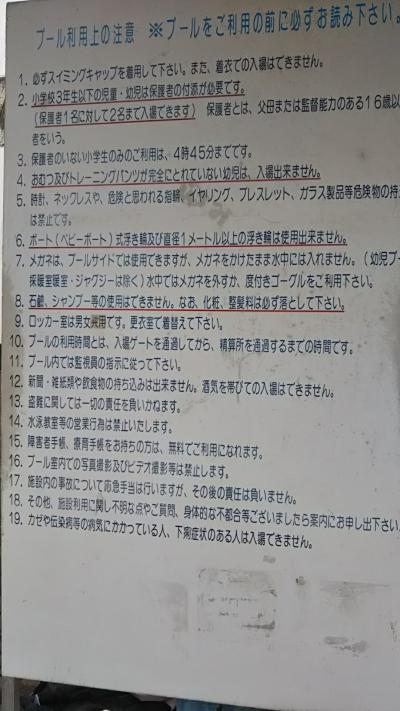 プール利用上の注意 ※プールをご利用の前に必ずお読み下さい。
1. 必ずスイミングキャップを着用して下さい。また、着衣での入場はできません。
2. 小学校3年生以下の児童・幼児は保護者の付添が必要です。
(保護者1名に対して2名まで入場できます) 保護者とは、父母または監督能力のある16歳以
者をいう。
3. 保護者のいない小学生のみのご利用は、4時45分までです。
4. おむつ及びトレーニングパンツが完全にとれていない幼児は、入場出来ません。
5. 時計、ネックレスや、危険と思われる指輪、イヤリング、ブレスレット、ガラス製品等危険物の持
は禁止です。
6. ボート(ベビーボート)式浮き輪及び直径1メートル以上の浮き輪は使用出来ません。
7. メガネは、プールサイドでは使用できますが、メガネをかけたまま水中には入れません。(幼児プー
採暖室暖室・ジャグジーは除く)水中ではメガネを外すか、度付きゴーグルをご利用下さい。
8. 石鹸、シャンプー等の使用はできません。なお、化粧、整髪料は必ず落として下さい。
9. ロッカー室は男女共用です。更衣室で着替えて下さい。
10. プールの利用時間とは、入場ゲートを通過してから、精算所を通過するまでの時間です。
11. プール内では監視員の指示に従って下さい。
12. 新聞・雑紙類や飲食物の持ち込みは出来ません。酒気を帯びての入場はできません。
13. 盗難に関しては一切の責任を負いかねます。
14. 水泳教室等の営業行為は禁止いたします。
15. 障害者手帳、療育手帳をお持ちの方は、無料でご利用になれます。
16. プール室内での写真撮影及びビデオ撮影等は禁止します。
17. 施設内の事故について応急手当は行いますが、その後の責任は負いません。
18. その他、施設利用に関し不明な点やご質問、身体的な不都合等ございましたら案内にお申し出下さい
19. カゼや伝染病等の病気にかかっている人、下痢症状のある人は入場できません。